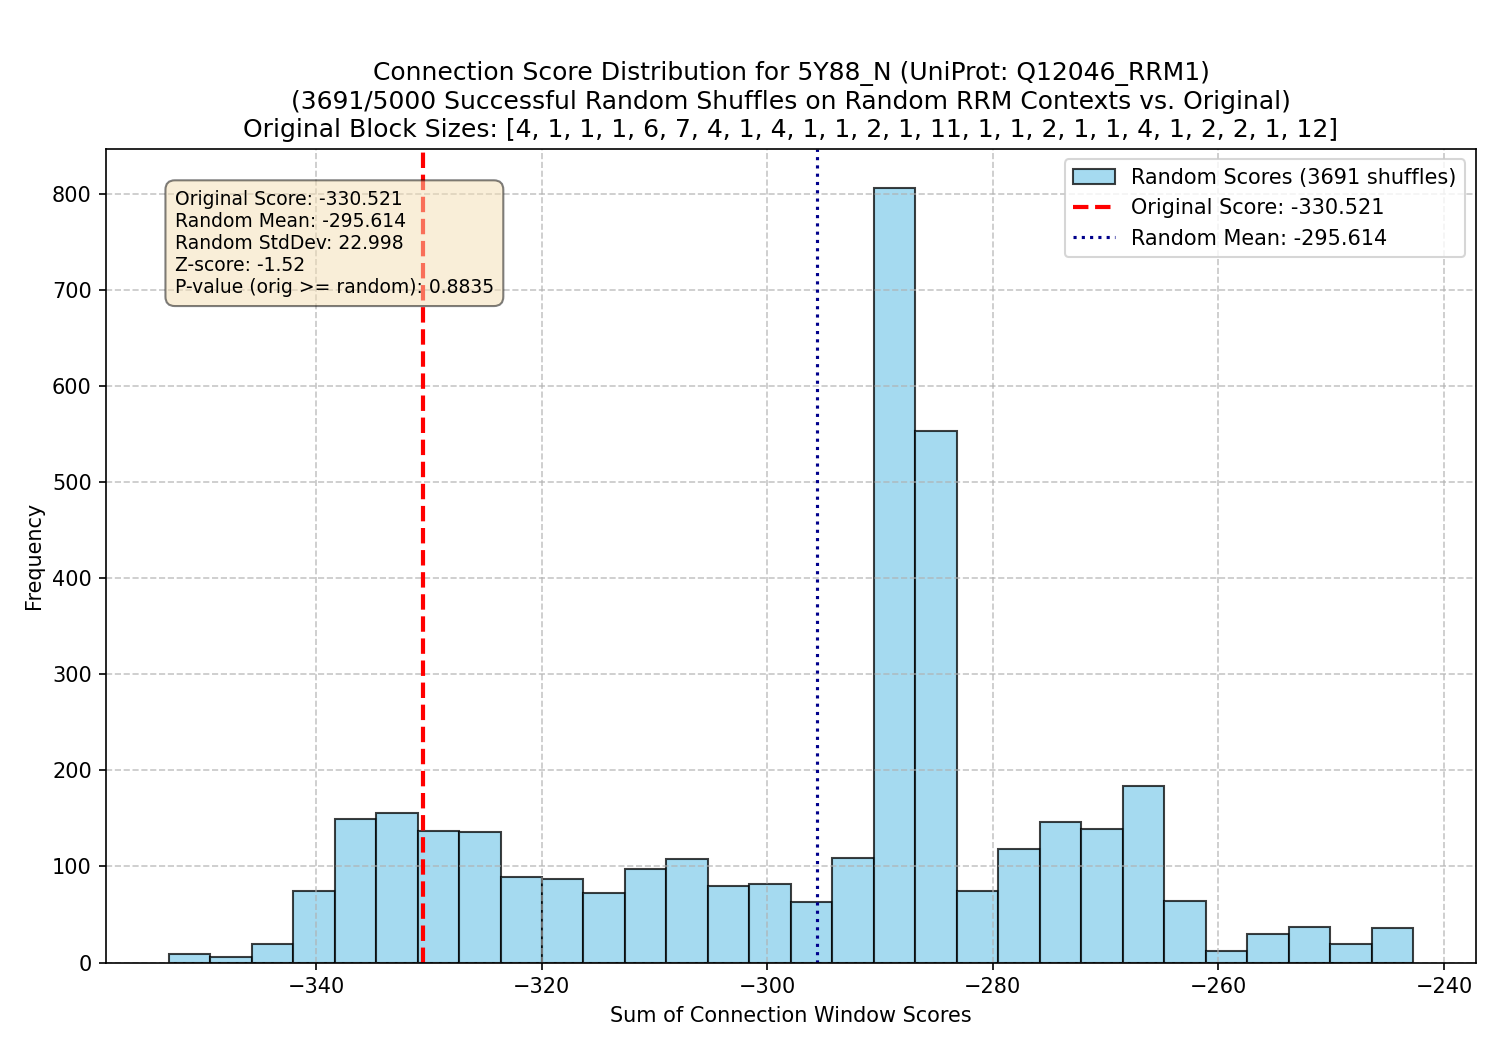 Connection Score Distribution for 5Y88_N (UniProt: Q12046_RRM1)
(3691/5000 Successful Random Shuffles on Random RRM Contexts vs. Original)
Original Block Sizes: [4, 1, 1, 1, 6, 7, 4, 1, 4, 1, 1, 2, 1, 11, 1, 1, 2, 1, 1, 4, 1, 2, 2, 1, 12]
Original Score: -330.521
Random Mean: -295.614
Random StdDev: 22.998
Z-score: -1.52
P-value (orig >= random): 0.8835
Random Scores (3691 shuffles)
Original Score: -330.521
Random Mean: -295.614
Frequency
800
700
600
500
400
300
200
100
0
−340
−320
−300
−280
−260
−240
Sum of Connection Window Scores